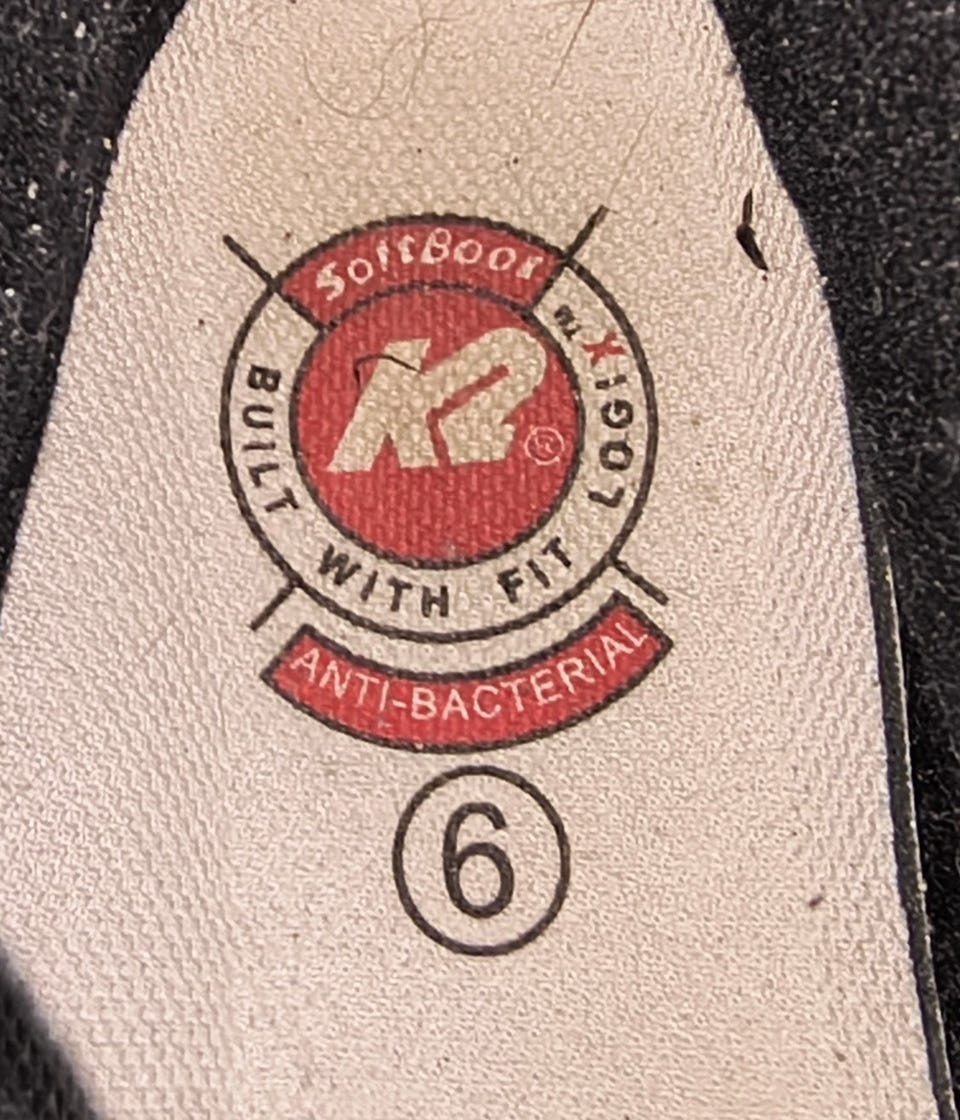 SoftBoot
K2®
BUILT WITH FIT LOGiX™
ANTI-BACTERIAL
6